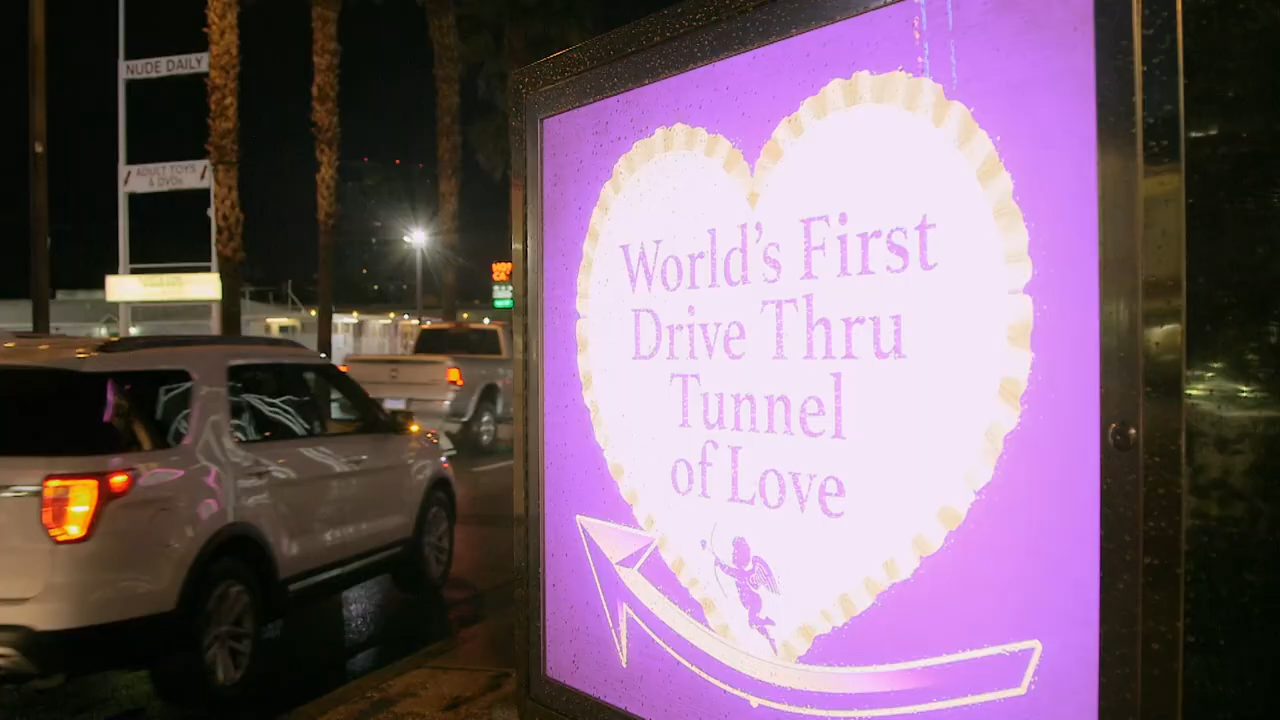 NUDE DAILY
ADULT TOYS
& DVDs
World's First
Drive Thru
Tunnel
of Love